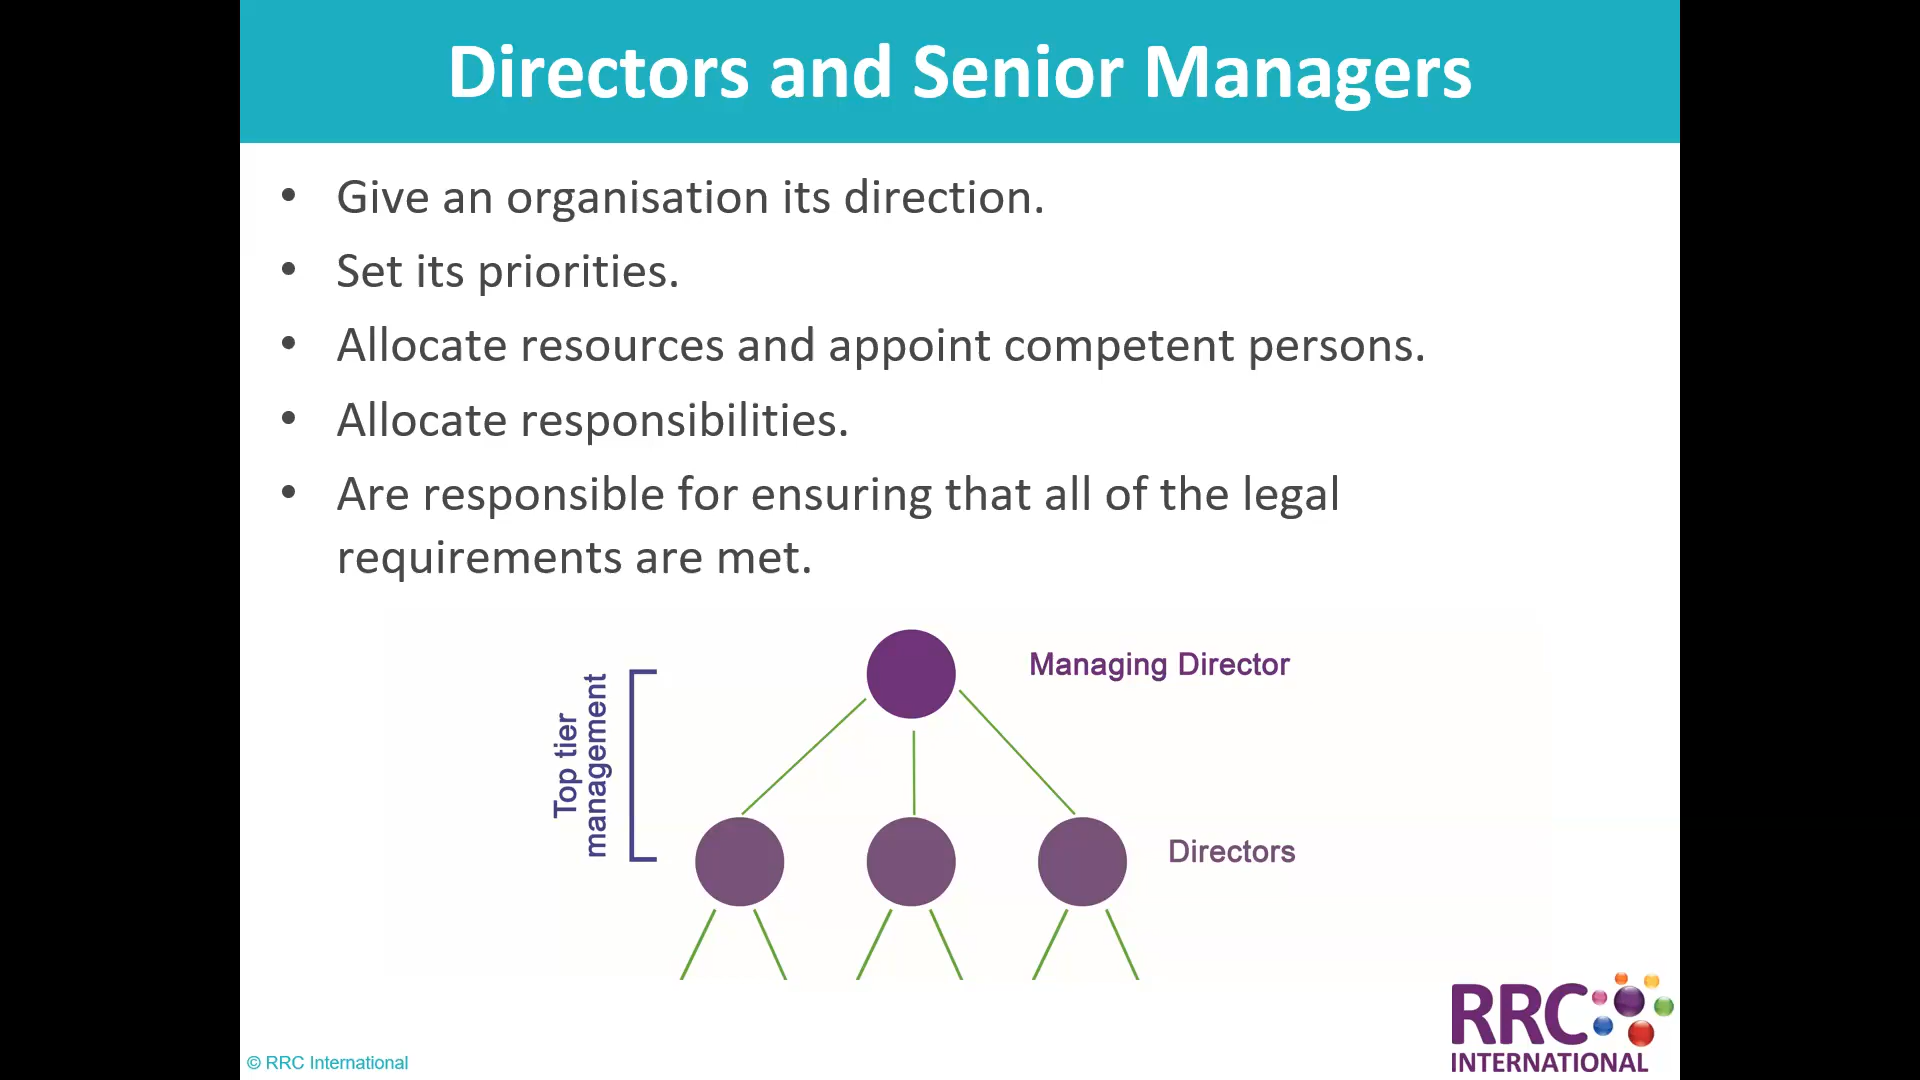 Directors and Senior Managers
• Give an organisation its direction.
• Set its priorities.
• Allocate resources and appoint competent persons.
• Allocate responsibilities.
• Are responsible for ensuring that all of the legal
requirements are met.
Managing Director
Top tier
management
Directors
© RRC International
RRC
INTERNATIONAL